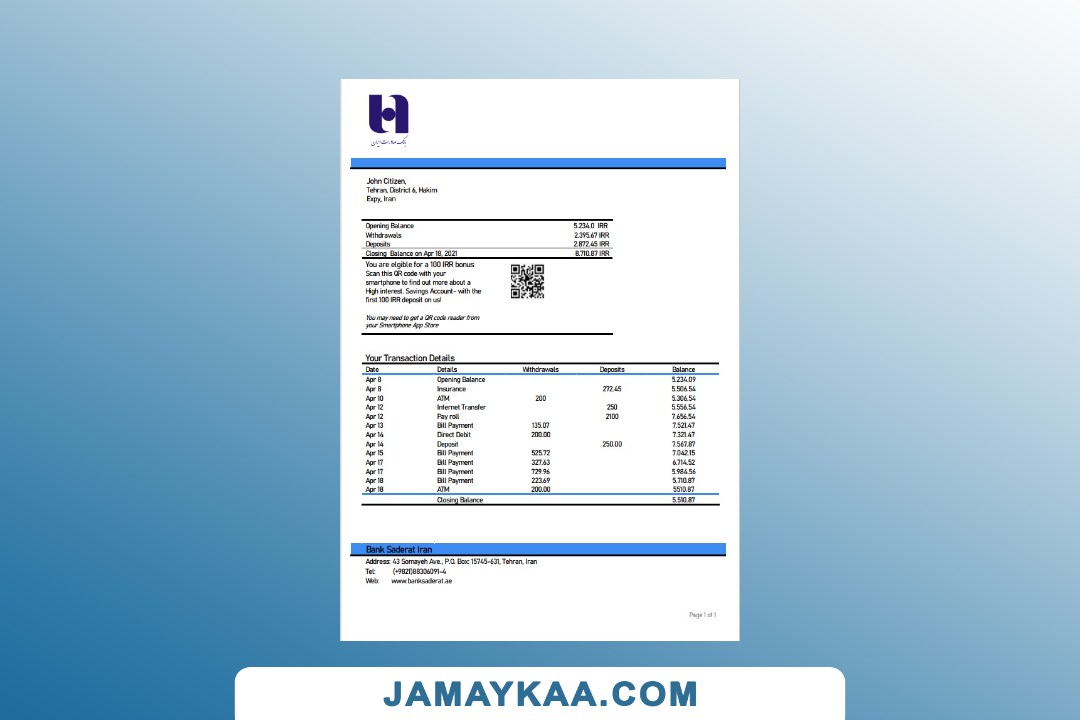 بانک صادرات ایران
John Citizen,
Tehran, District 6, Hakim
Expy, Iran
Opening Balance 5.234.0 IRR
Withdrawals 2.395.67 IRR
Deposits 2.872.45 IRR
Closing Balance on Apr 18, 2021 8.710.87 IRR
You are elgible for a 100 IRR bonus
Scan this QR code with your
smartphone to find out more about a
High interest. Savings Account- with the
first 100 IRR deposit on us!
You may need to get a QR code reader from
your Smartphone App Store
Your Transaction Details
Date Details Withdrawals Deposits Balance
Apr 8 Opening Balance 5.234.09
Apr 8 Insurance 272.45 5.506.54
Apr 10 ATM 200 5.306.54
Apr 12 Internet Transfer 250 5.556.54
Apr 12 Pay roll 2100 7.656.54
Apr 13 Bill Payment 135.07 7.521.47
Apr 14 Direct Debit 200.00 7.321.47
Apr 14 Deposit 250.00 7.567.87
Apr 15 Bill Payment 525.72 7.042.15
Apr 17 Bill Payment 327.63 6.714.52
Apr 17 Bill Payment 729.96 5.984.56
Apr 18 Bill Payment 223.69 5.710.87
Apr 18 ATM 200.00 5510.87
Closing Balance 5.510.87
Bank Saderat Iran
Address: 43 Somayeh Ave., P.O. Box: 15745-631, Tehran, Iran
Tel: (+9821)88306091-4
Web: www.banksaderat.ae
Page 1 of 1
JAMAYKAA.COM